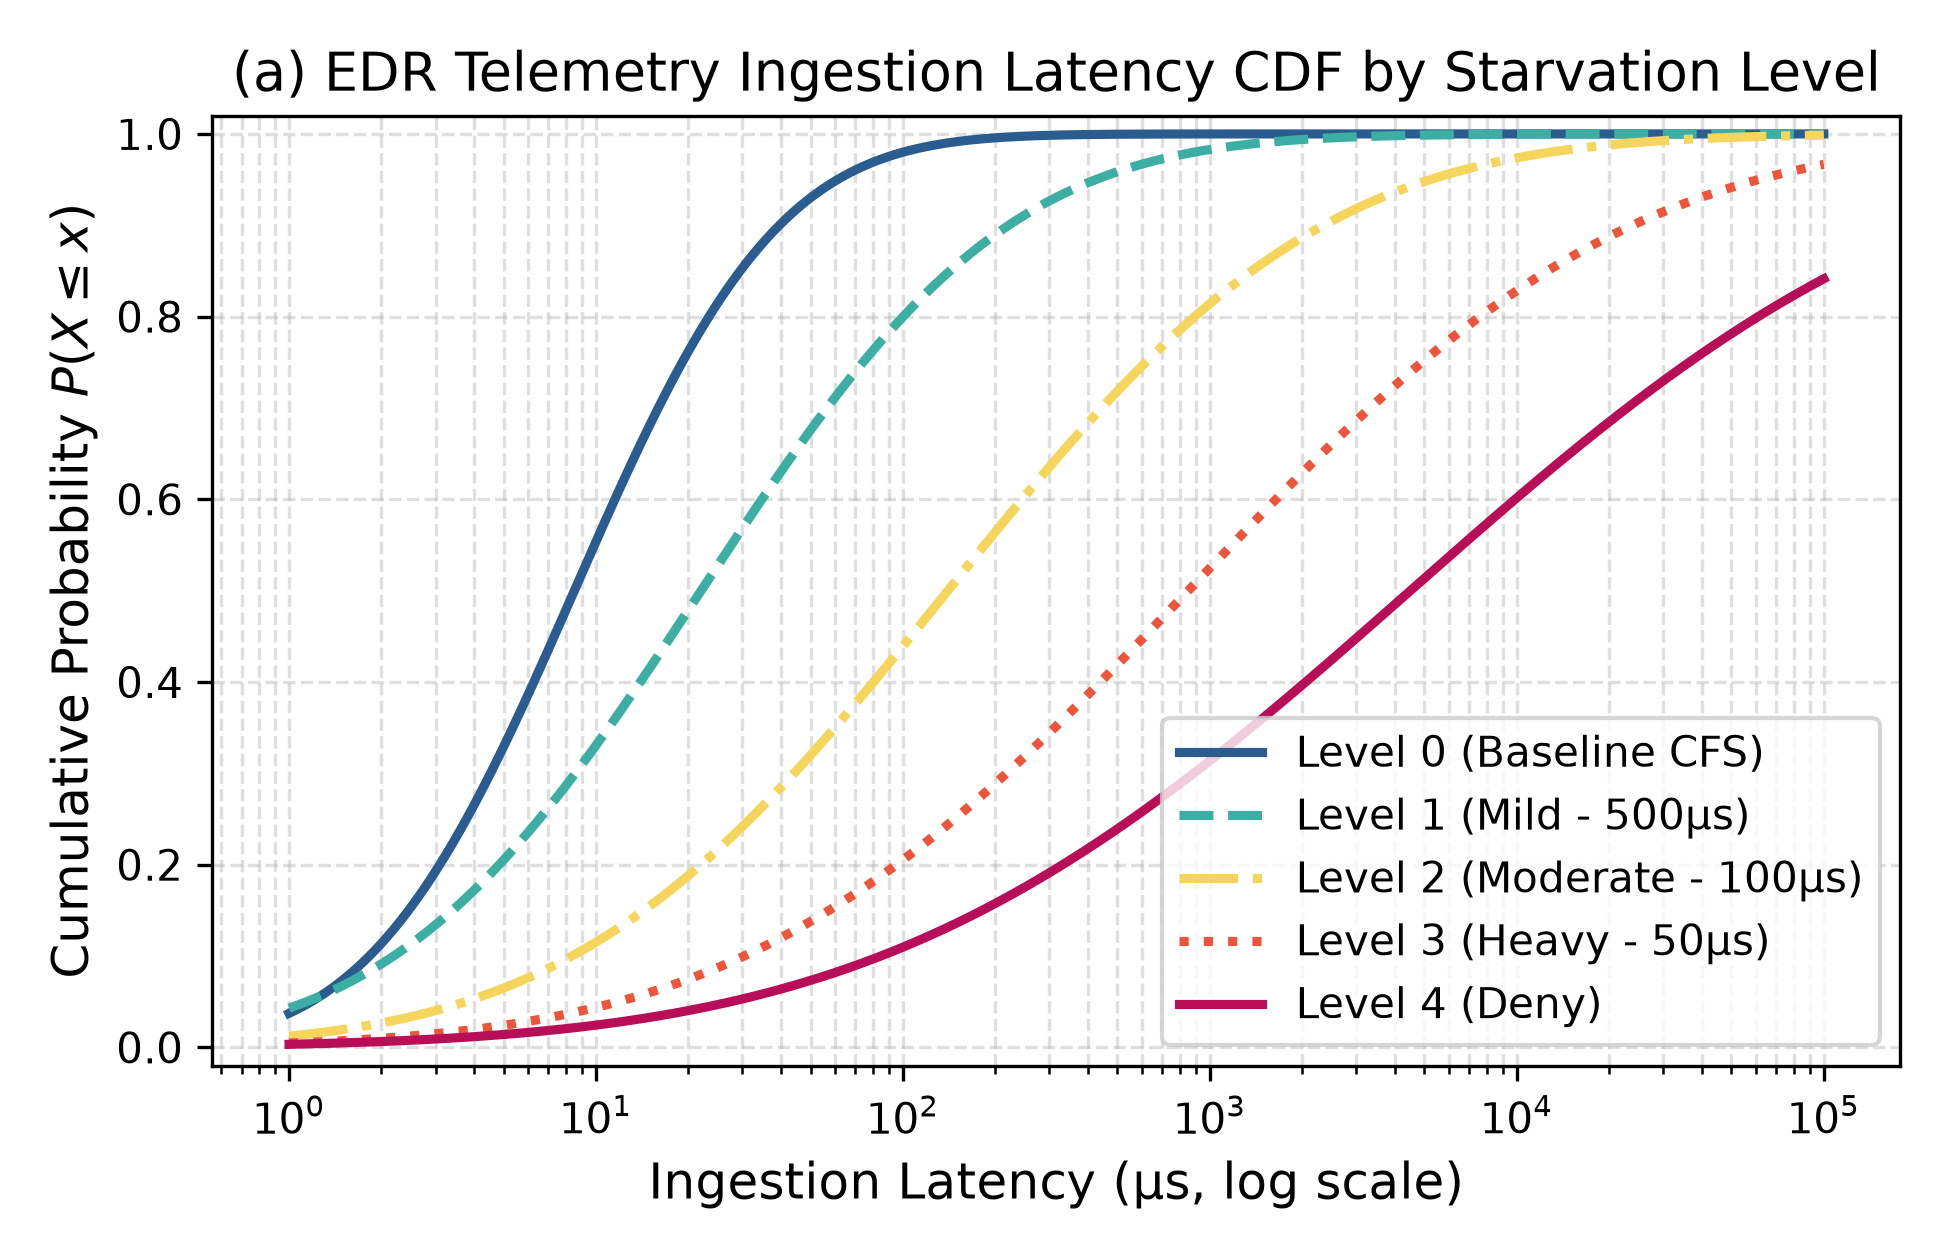 (a) EDR Telemetry Ingestion Latency CDF by Starvation Level
Cumulative Probability P(X ≤ x)
1.0
0.8
0.6
0.4
0.2
0.0
Level 0 (Baseline CFS)
Level 1 (Mild - 500µs)
Level 2 (Moderate - 100µs)
Level 3 (Heavy - 50µs)
Level 4 (Deny)
10⁰ 10¹ 10² 10³ 10⁴ 10⁵
Ingestion Latency (µs, log scale)